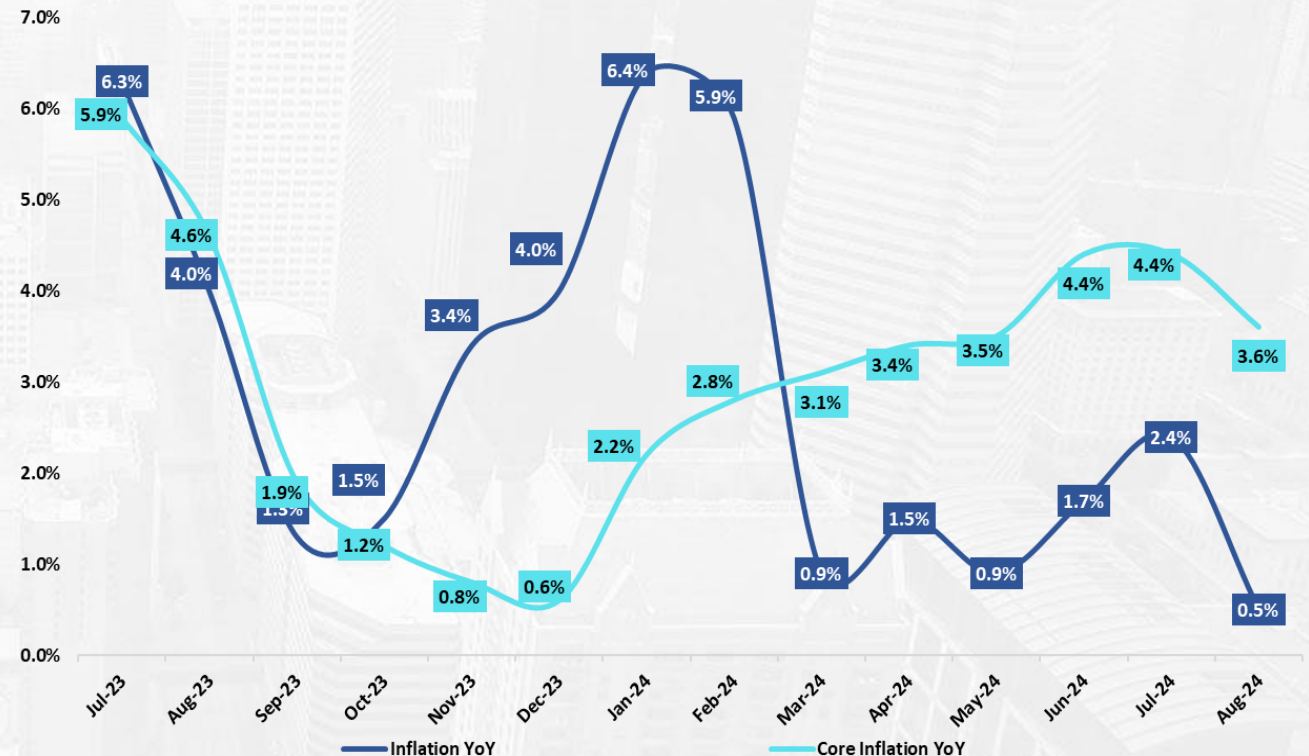 7.0%
6.3%
6.4%
5.9%
6.0%
5.9%
5.0%
4.6%
4.0%
4.0%
4.0%
3.4%
4.4%
4.4%
3.0%
2.8%
3.1%
3.4%
3.5%
3.6%
2.0%
2.2%
2.4%
1.9%
1.5%
1.5%
1.7%
1.2%
1.0%
0.8%
0.6%
0.9%
0.9%
0.5%
0.0%
Jul-23
Aug-23
Sep-23
Oct-23
Nov-23
Dec-23
Jan-24
Feb-24
Mar-24
Apr-24
May-24
Jun-24
Jul-24
Aug-24
Inflation YoY
Core Inflation YoY